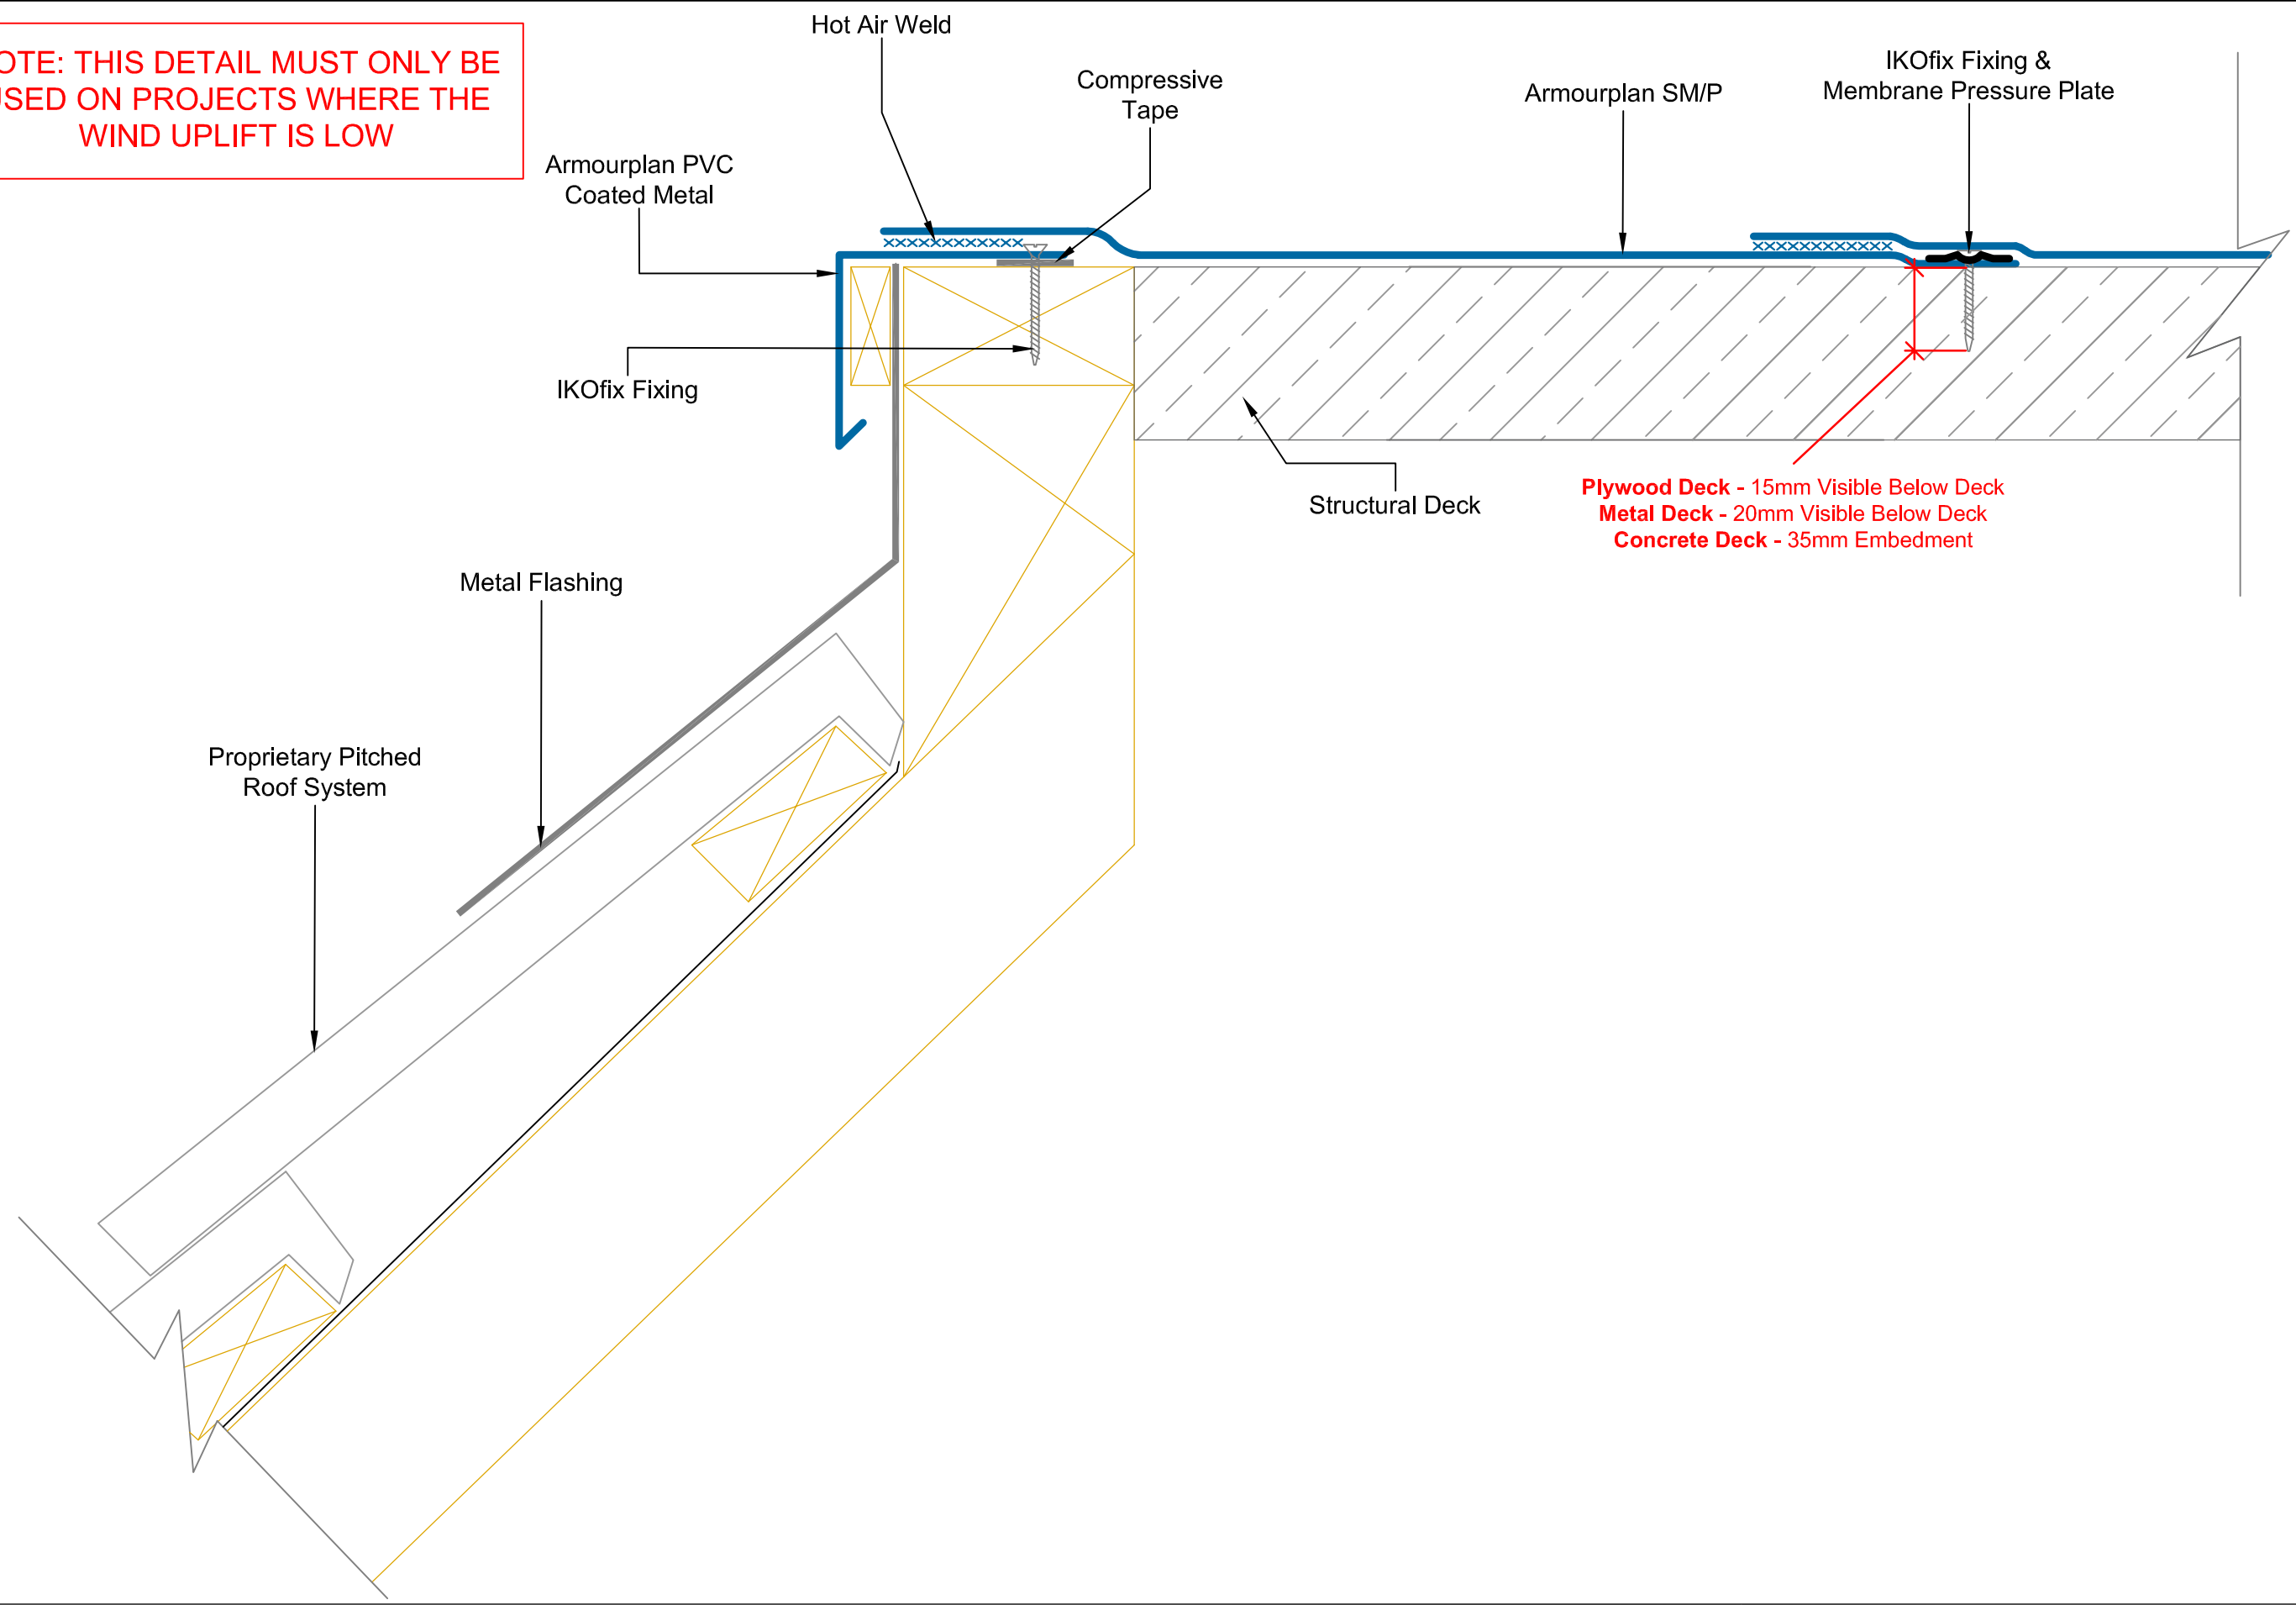 OTE: THIS DETAIL MUST ONLY BE
SED ON PROJECTS WHERE THE
WIND UPLIFT IS LOW
Hot Air Weld
Compressive
Tape
Armourplan SM/P
IKOfix Fixing &
Membrane Pressure Plate
Armourplan PVC
Coated Metal
IKOfix Fixing
Structural Deck
Plywood Deck - 15mm Visible Below Deck
Metal Deck - 20mm Visible Below Deck
Concrete Deck - 35mm Embedment
Metal Flashing
Proprietary Pitched
Roof System